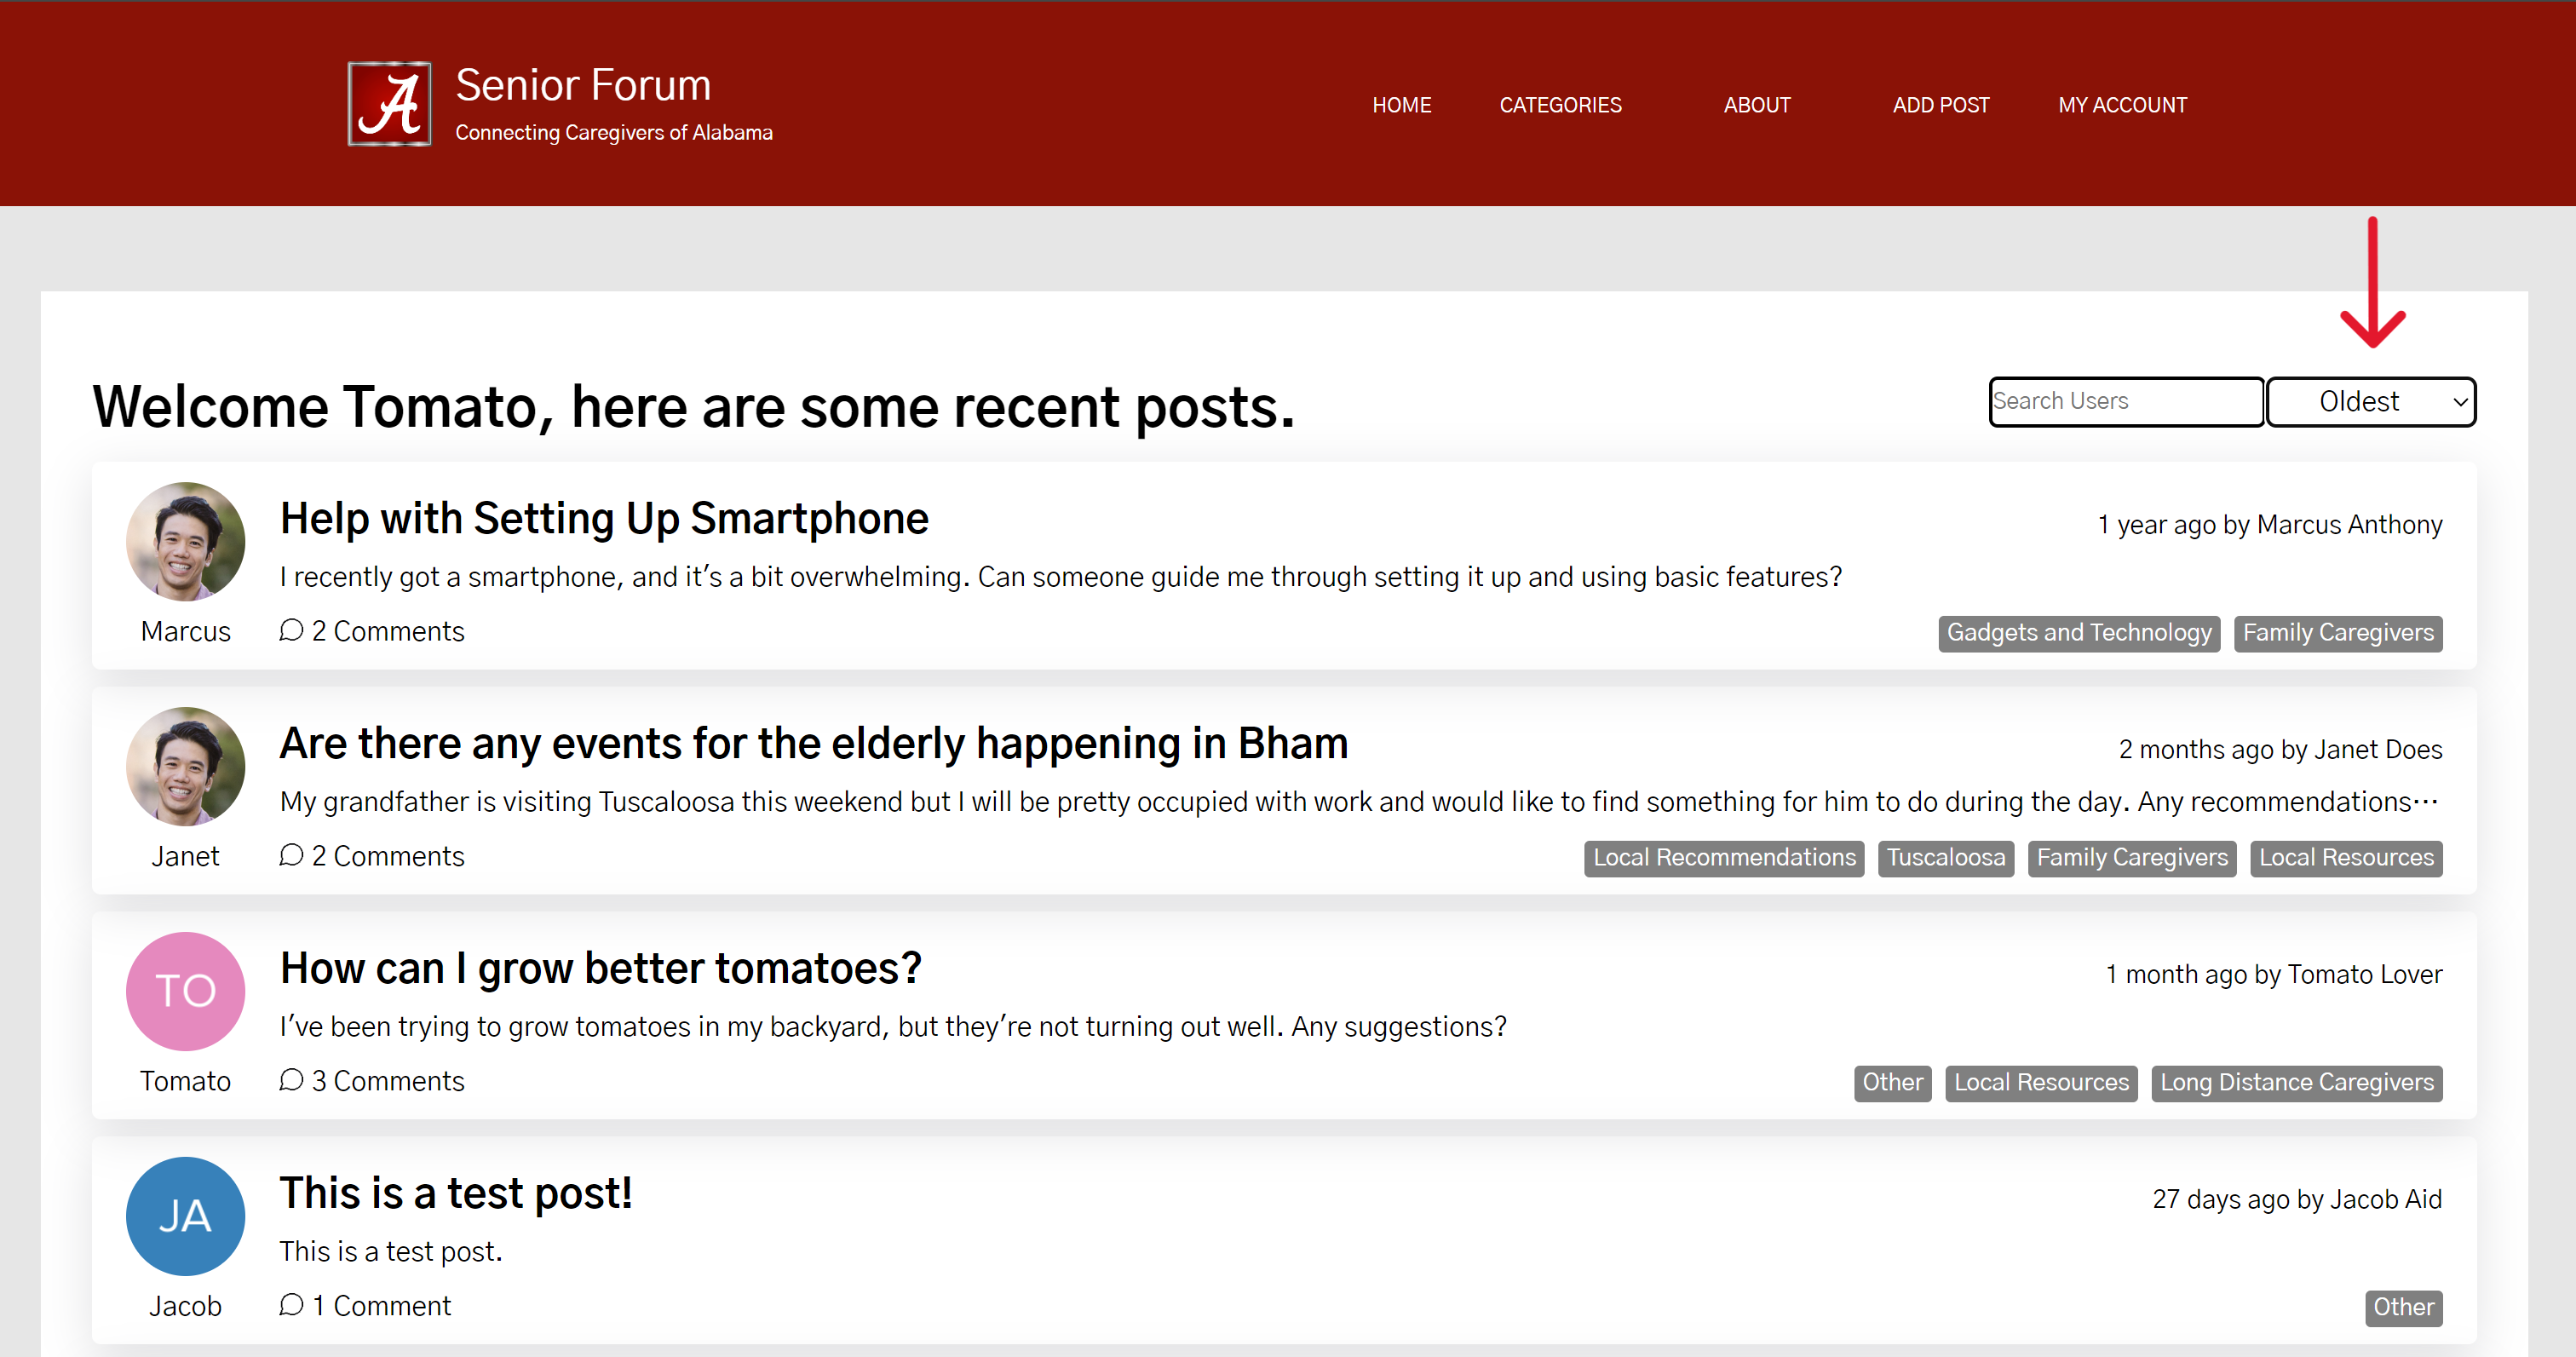 A
Senior Forum
Connecting Caregivers of Alabama
HOME CATEGORIES ABOUT ADD POST MY ACCOUNT
Welcome Tomato, here are some recent posts.
Search Users
Oldest
Help with Setting Up Smartphone
1 year ago by Marcus Anthony
I recently got a smartphone, and it's a bit overwhelming. Can someone guide me through setting it up and using basic features?
Marcus
2 Comments
Gadgets and Technology Family Caregivers
Are there any events for the elderly happening in Bham
2 months ago by Janet Does
My grandfather is visiting Tuscaloosa this weekend but I will be pretty occupied with work and would like to find something for him to do during the day. Any recommendations…
Janet
2 Comments
Local Recommendations Tuscaloosa Family Caregivers Local Resources
TO
How can I grow better tomatoes?
1 month ago by Tomato Lover
I've been trying to grow tomatoes in my backyard, but they're not turning out well. Any suggestions?
Tomato
3 Comments
Other Local Resources Long Distance Caregivers
JA
This is a test post!
27 days ago by Jacob Aid
This is a test post.
Jacob
1 Comment
Other